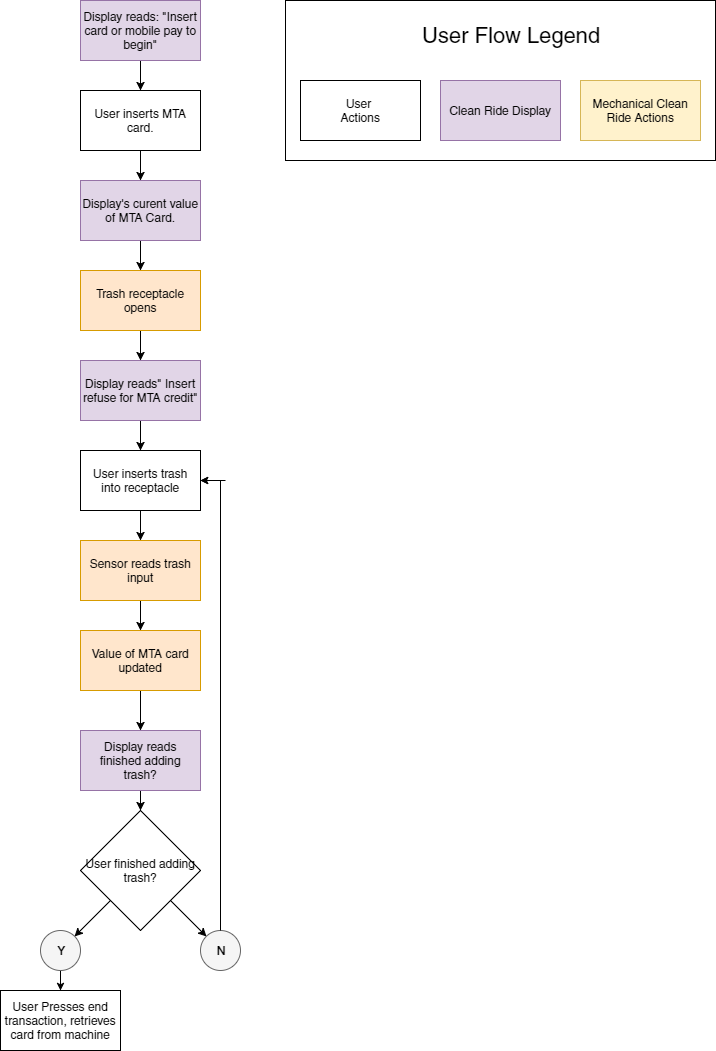 Display reads: "Insert
card or mobile pay to
begin"
User Flow Legend
User
Actions
Clean Ride Display
Mechanical Clean
Ride Actions
User inserts MTA
card.
Display's curent value
of MTA Card.
Trash receptacle
opens
Display reads" Insert
refuse for MTA credit"
User inserts trash
into receptacle
Sensor reads trash
input
Value of MTA card
updated
Display reads
finished adding
trash?
User finished adding
trash?
Y
N
User Presses end
transaction, retrieves
card from machine